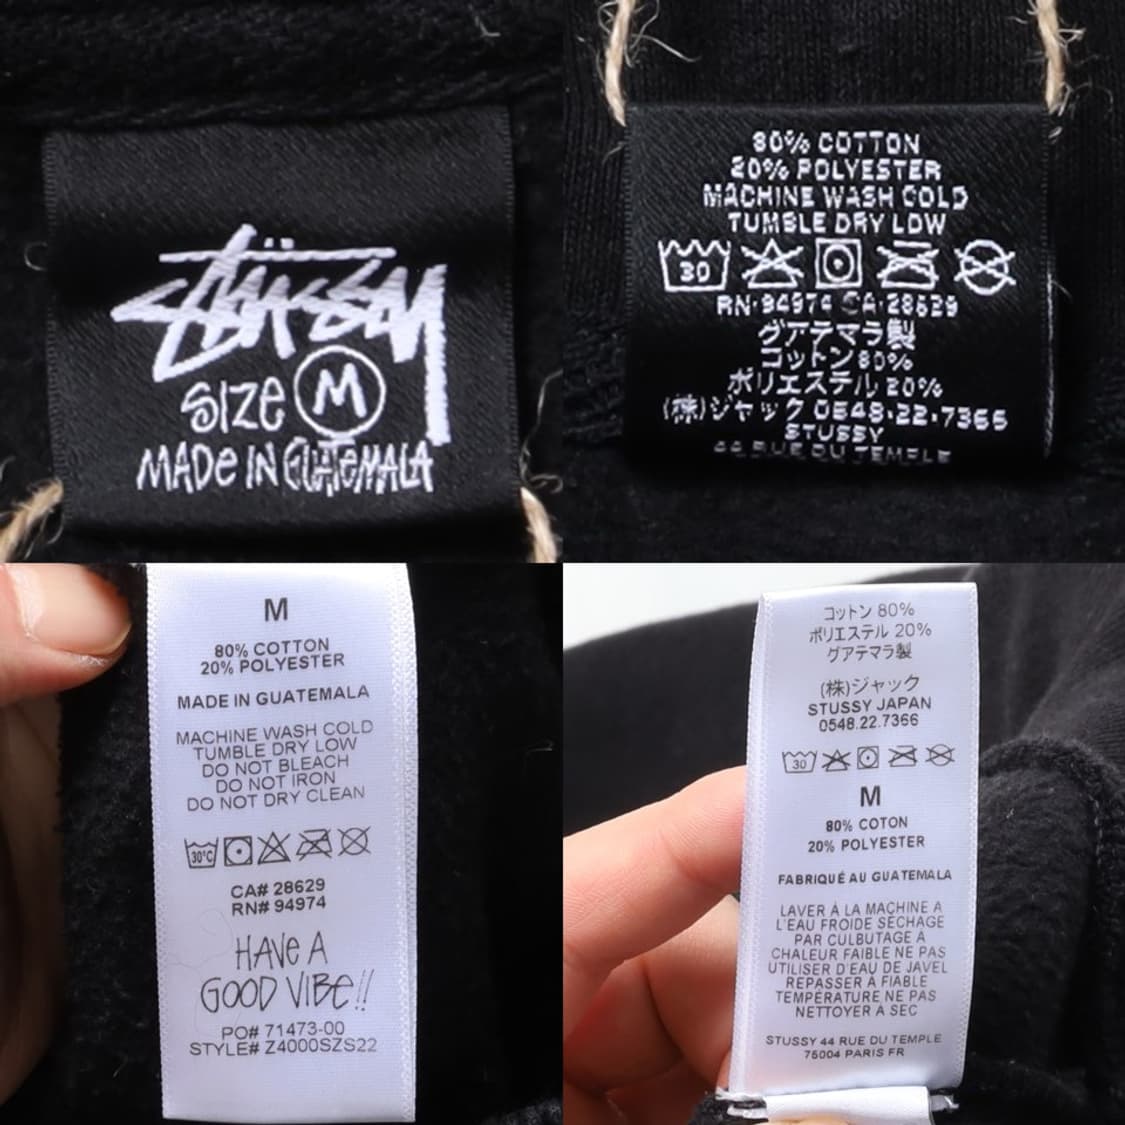 Stüssy
SIZE M
MADE IN GUATEMALA
80% COTTON
20% POLYESTER
MACHINE WASH COLD
TUMBLE DRY LOW
30
RN·94974 CA·28629
グアテマラ製
コットン 80%
ポリエステル 20%
(株)ジャック 0548·22·7366
STUSSY
44 RUE DU TEMPLE
M
80% COTTON
20% POLYESTER
MADE IN GUATEMALA
MACHINE WASH COLD
TUMBLE DRY LOW
DO NOT BLEACH
DO NOT IRON
DO NOT DRY CLEAN
30°C
CA# 28629
RN# 94974
HAVE A
GOOD VIBE!!
PO# 71473-00
STYLE# Z4000SZS22
コットン 80%
ポリエステル 20%
グアテマラ製
(株)ジャック
STUSSY JAPAN
0548.22.7366
30
M
80% COTON
20% POLYESTER
FABRIQUÉ AU GUATEMALA
LAVER À LA MACHINE A
L'EAU FROIDE SÉCHAGE
PAR CULBUTAGE À
CHALEUR FAIBLE NE PAS
UTILISER D'EAU DE JAVEL
REPASSER A FIABLE
TEMPÉRATURE NE PAS
NETTOYER A SEC
STUSSY 44 RUE DU TEMPLE
75004 PARIS FR